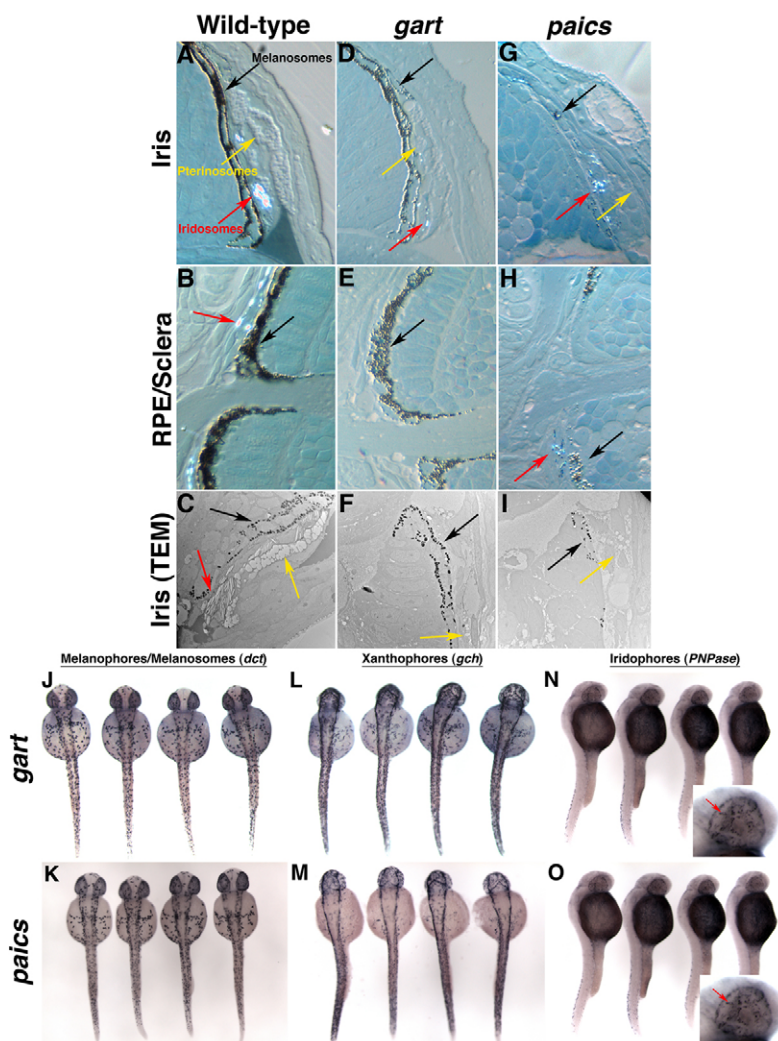 Wild-type gart paics
Iris
A Melanosomes
Pterinosomes
Iridosomes
D
G
RPE/Sclera
B
E
H
Iris (TEM)
C
F
I
Melanophores/Melanosomes (dct) Xanthophores (gch) Iridophores (PNPase)
gart
J
L
N
paics
K
M
O